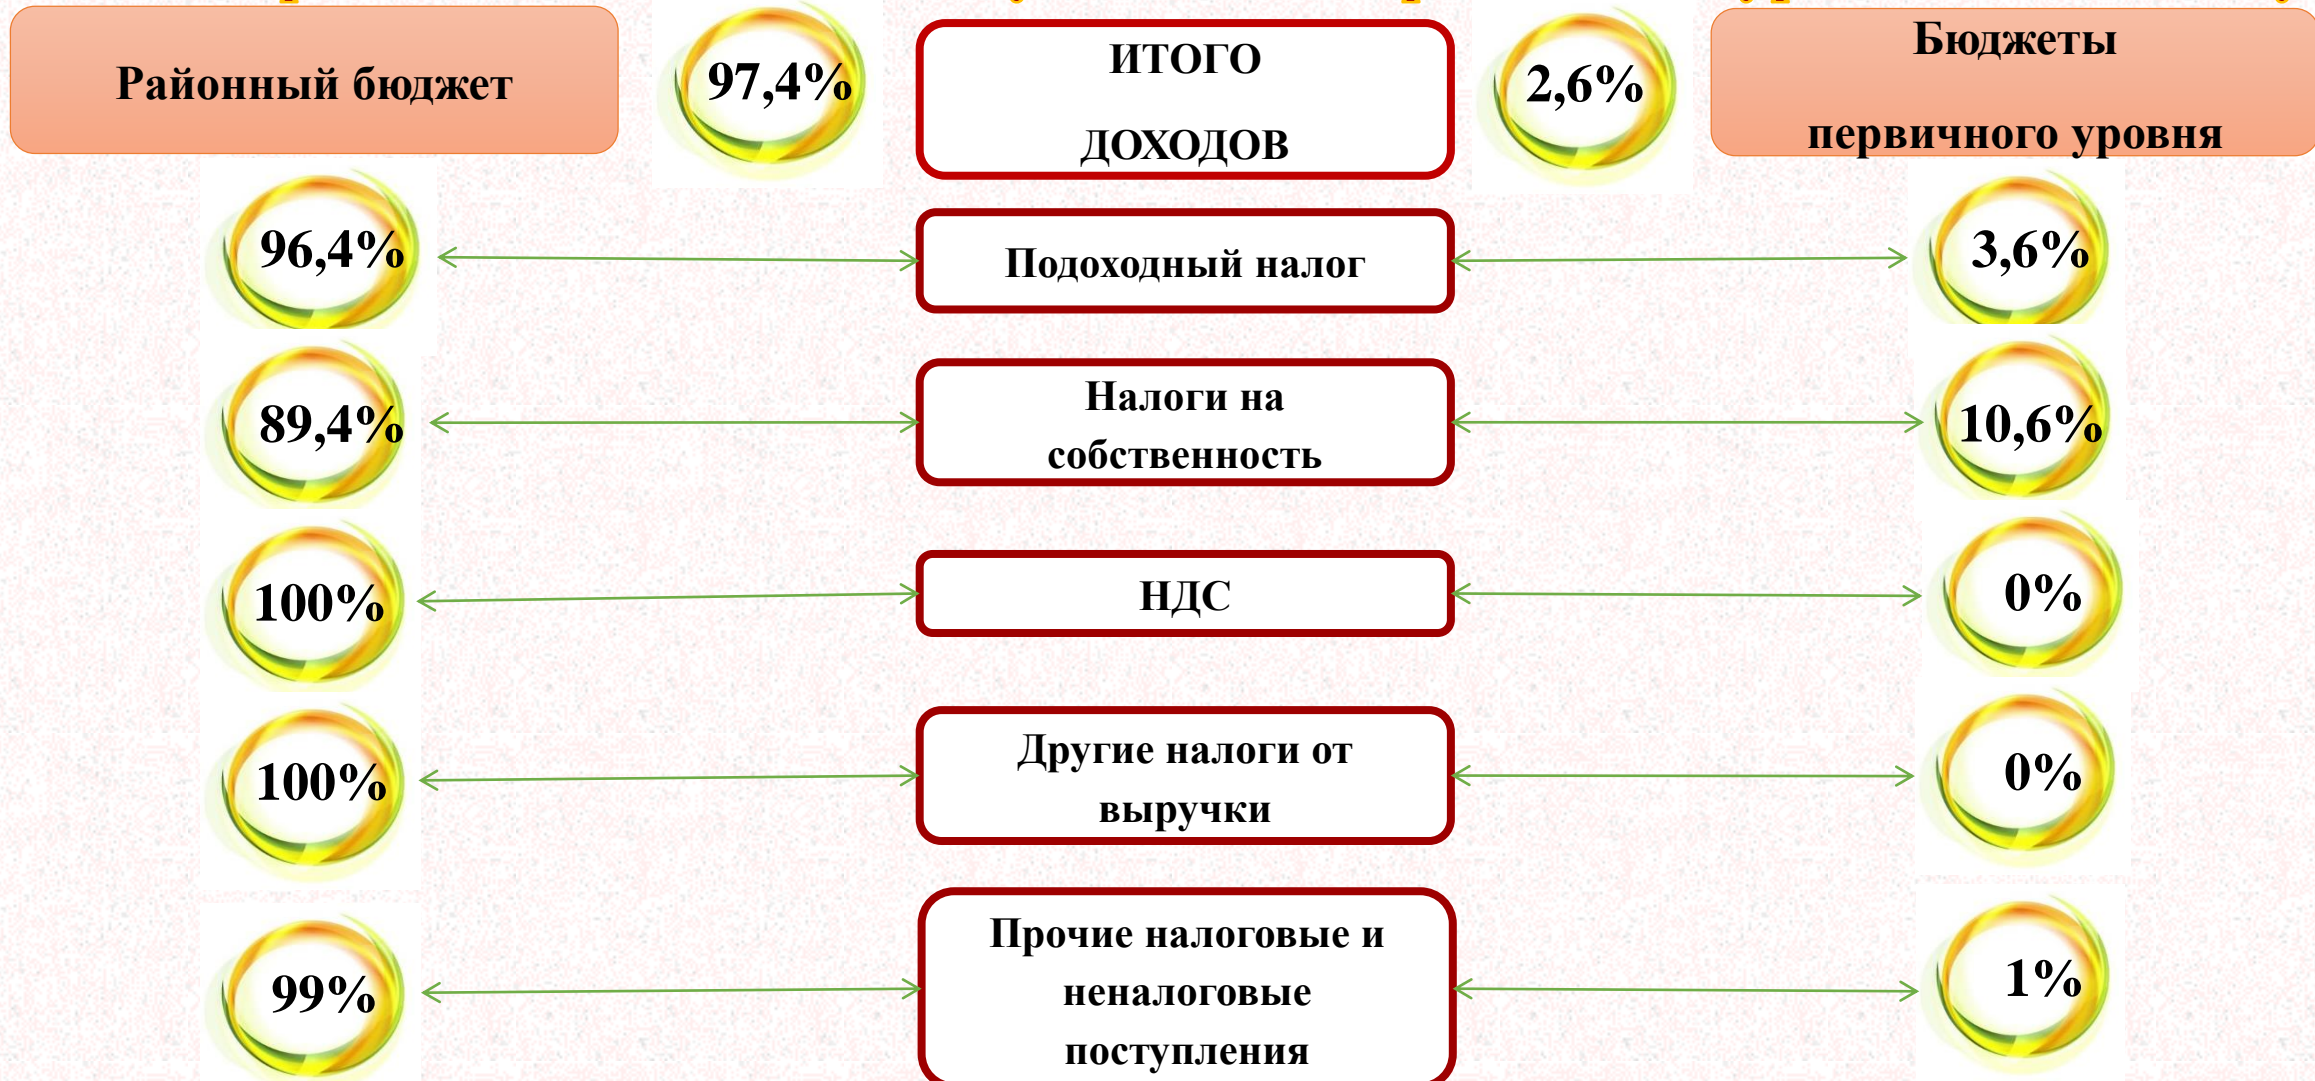 Районный бюджет
97,4%
ИТОГО
ДОХОДОВ
2,6%
Бюджеты
первичного уровня
96,4%
Подоходный налог
3,6%
89,4%
Налоги на
собственность
10,6%
100%
НДС
0%
100%
Другие налоги от
выручки
0%
99%
Прочие налоговые и
неналоговые
поступления
1%